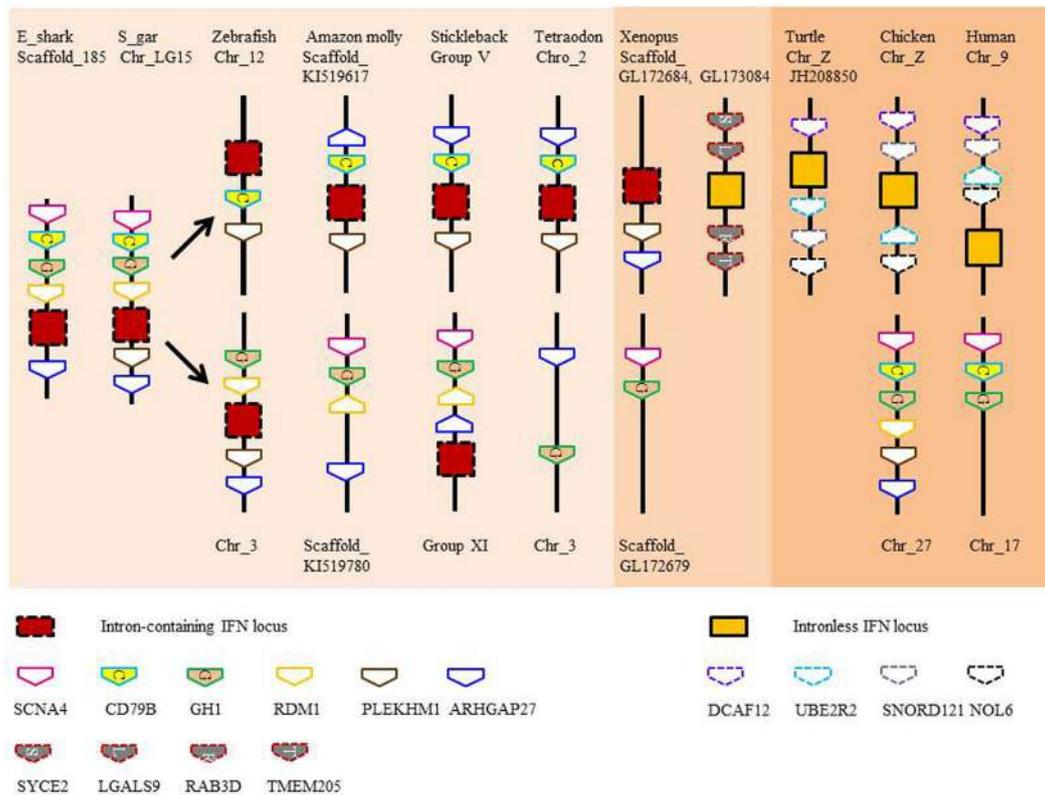 E_shark
Scaffold_185
S_gar
Chr_LG15
Zebrafish
Chr_12
Amazon molly
Scaffold_
KI519617
Stickleback
Group V
Tetraodon
Chro_2
Xenopus
Scaffold_
GL172684, GL173084
Turtle
Chr_Z
JH208850
Chicken
Chr_Z
Human
Chr_9
C
C
C
S
L
C
G
C
G
C
R
T
G
G
G
G
C
G
C
G
G
Chr_3
Scaffold_
KI519780
Group XI
Chr_3
Scaffold_
GL172679
Chr_27
Chr_17
Intron-containing IFN locus
Intronless IFN locus
C
G
SCNA4 CD79B GH1 RDM1 PLEKHM1 ARHGAP27
DCAF12 UBE2R2 SNORD121 NOL6
S
L
R
T
SYCE2 LGALS9 RAB3D TMEM205